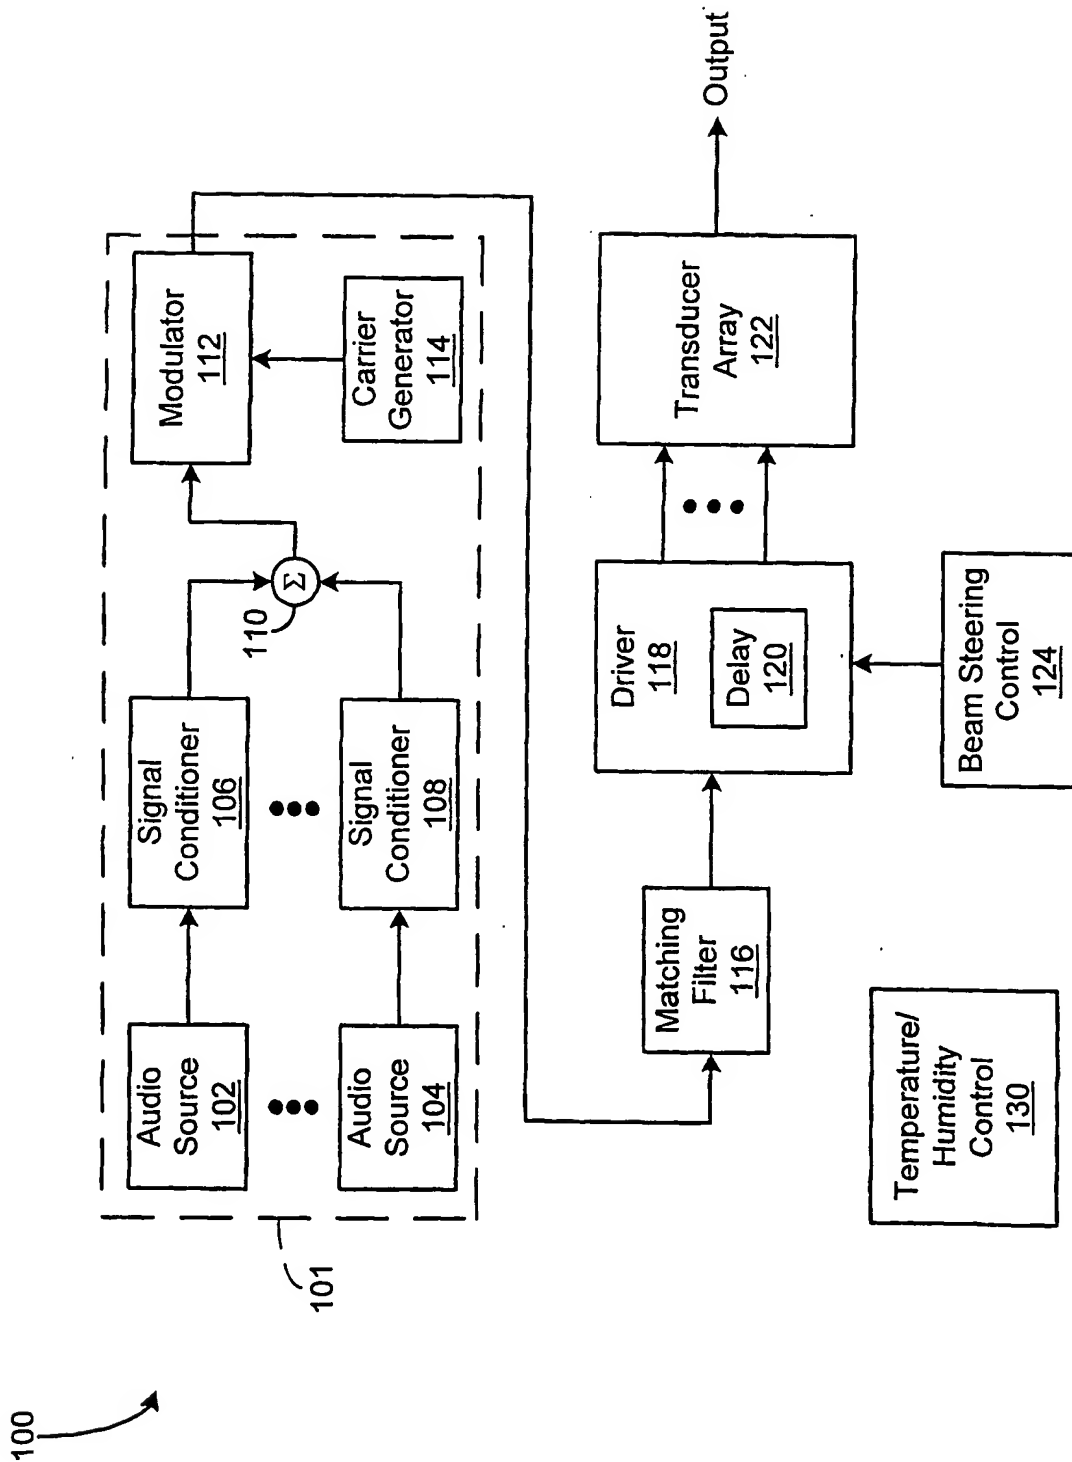 100
101
Audio
Source
102
Audio
Source
104
Signal
Conditioner
106
Signal
Conditioner
108
110
Σ
Modulator
112
Carrier
Generator
114
Matching
Filter
116
Driver
118
Delay
120
Transducer
Array
122
Output
Beam Steering
Control
124
Temperature/
Humidity
Control
130